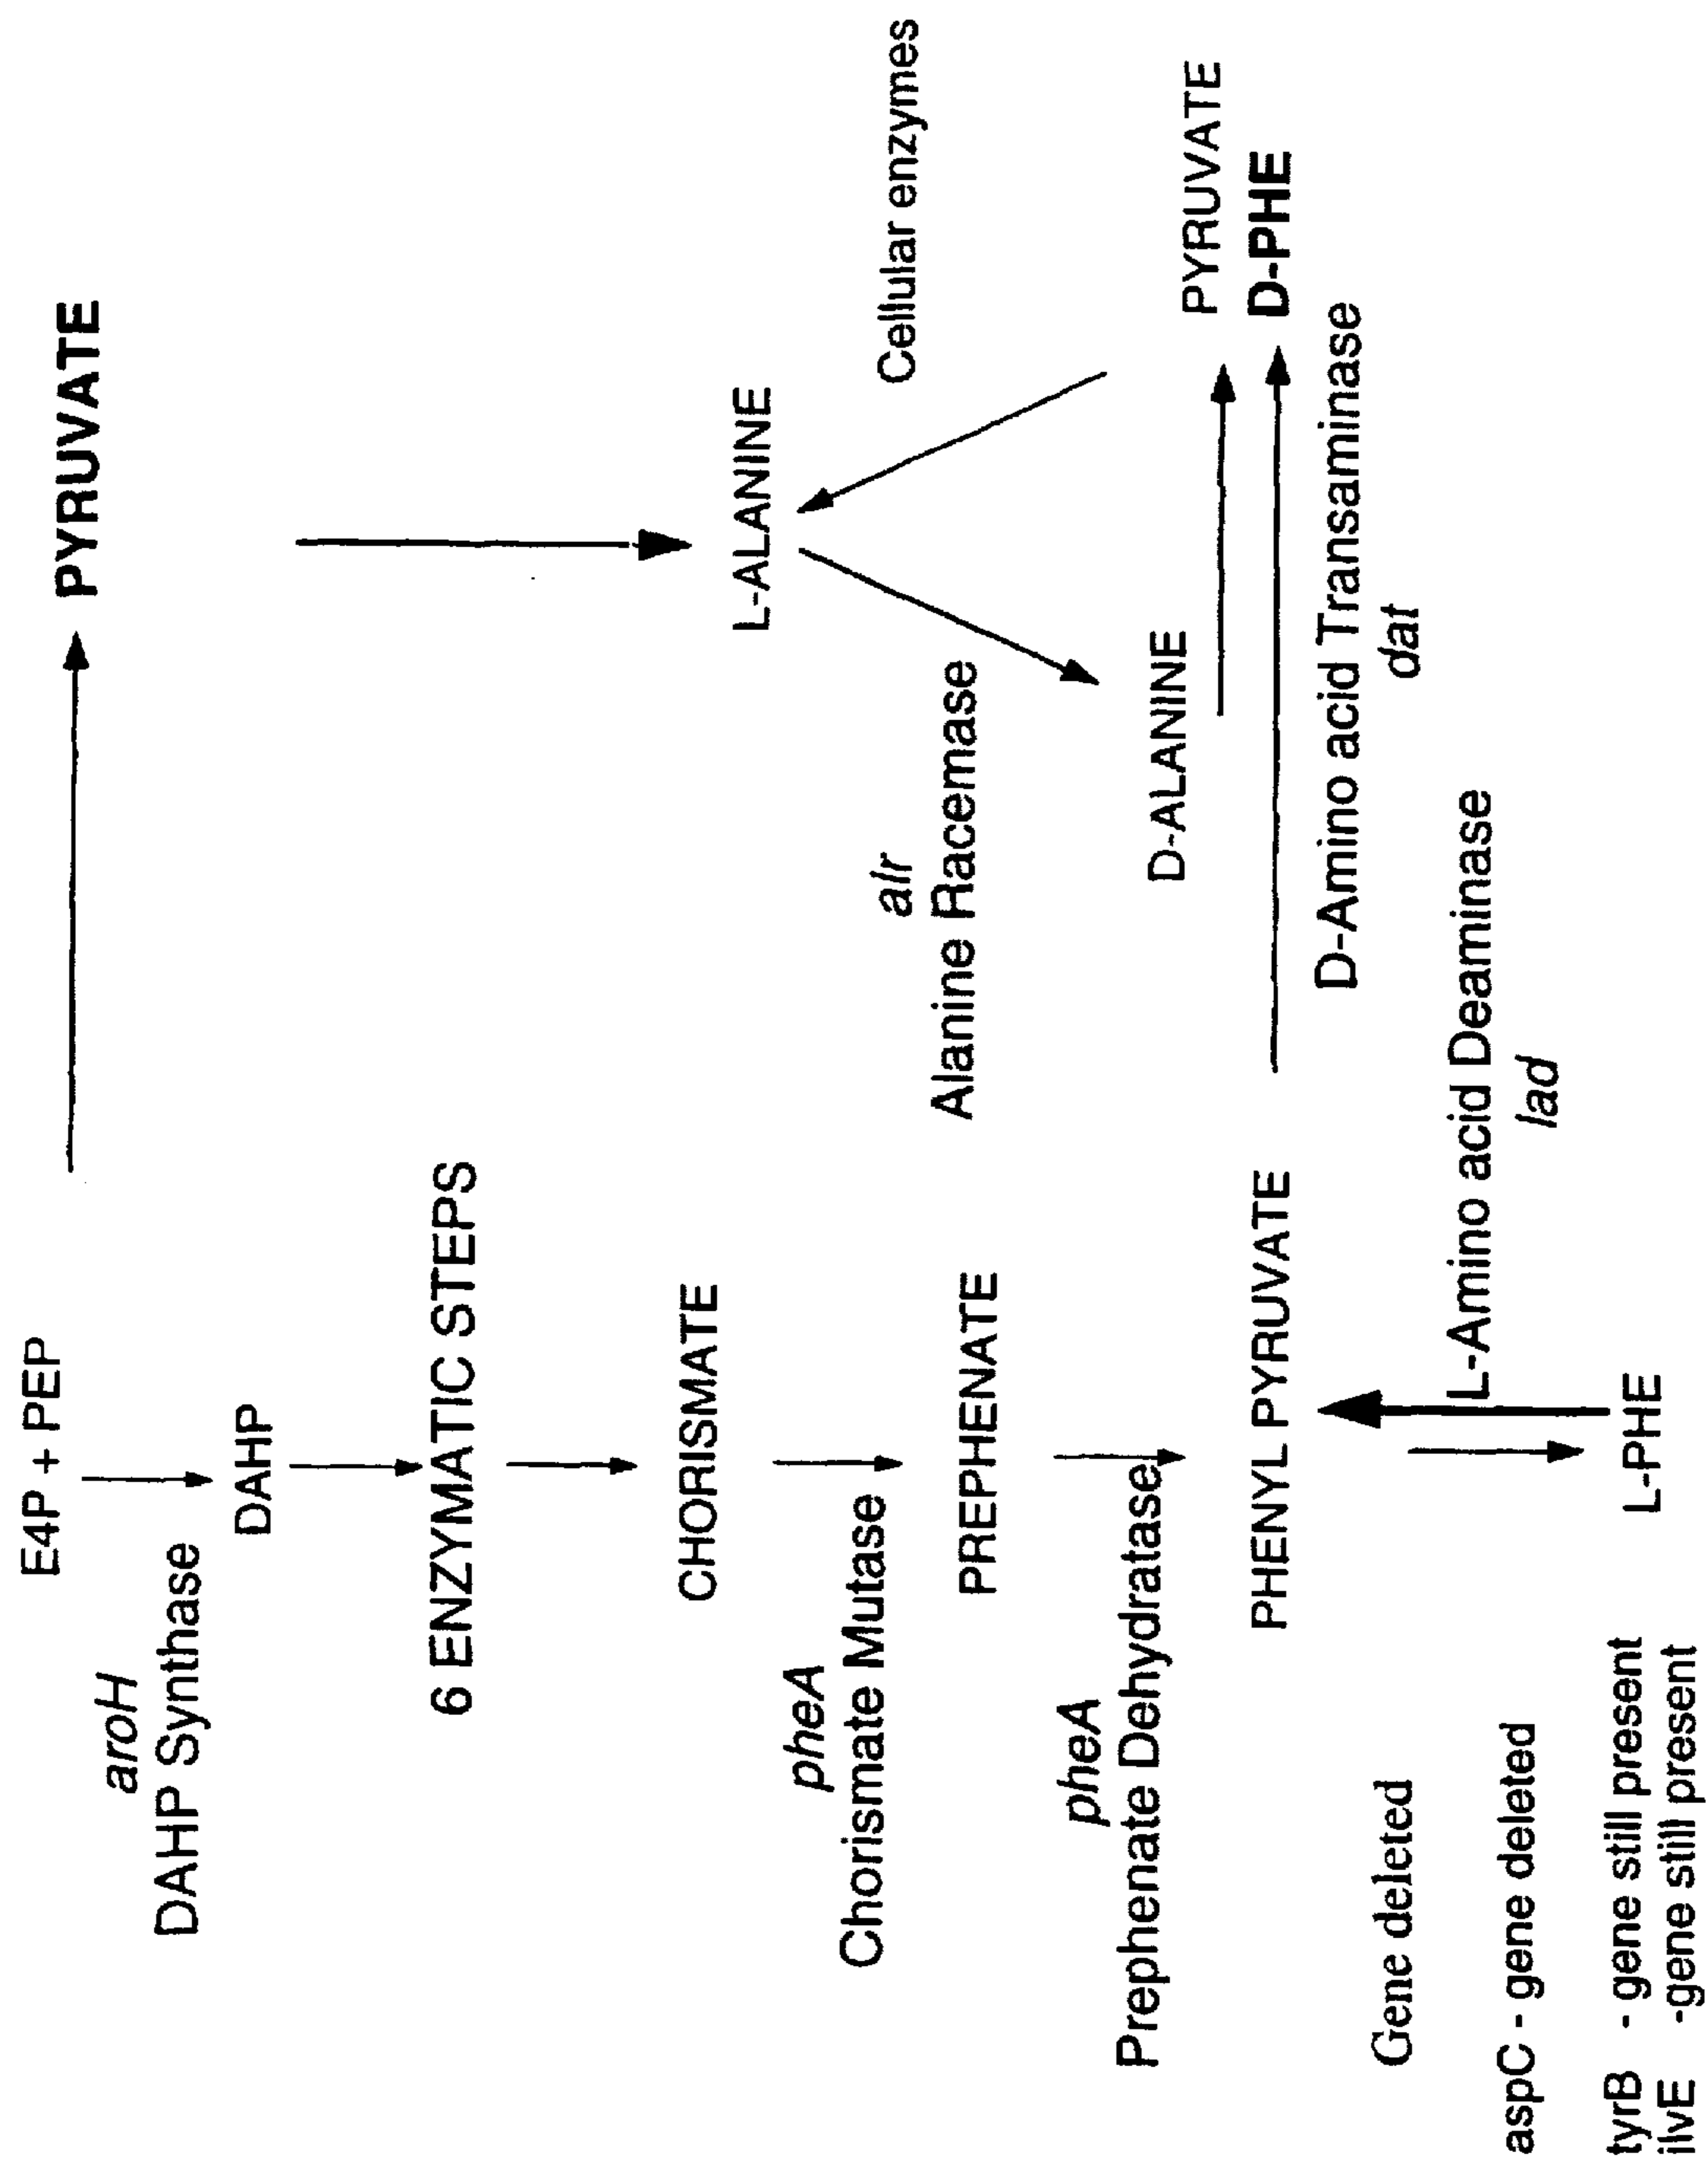 E4P + PEP
PYRUVATE
aroH
DAHP Synthase
DAHP
6 ENZYMATIC STEPS
CHORISMATE
L-ALANINE
pheA
Chorismate Mutase
alr
Alanine Racemase
Cellular enzymes
PREPHENATE
pheA
Prephenate Dehydratase
D-ALANINE
PYRUVATE
PHENYL PYRUVATE
D-PHE
D-Amino acid Transaminase
dat
Gene deleted
L-Amino acid Deaminase
lad
aspC - gene deleted
tyrB - gene still present
ilvE -gene still present
L-PHE